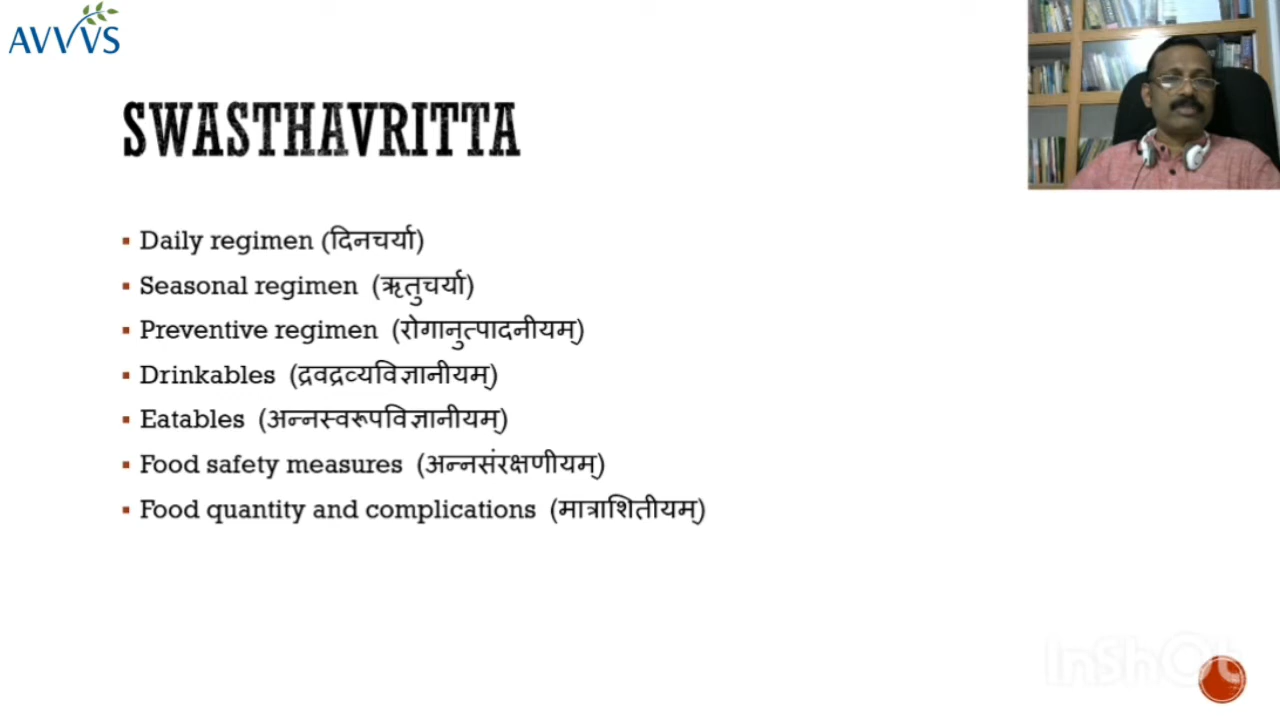 AVVVS
SWASTHAVRITTA
▪ Daily regimen (दिनचर्या)
▪ Seasonal regimen (ऋतुचर्या)
▪ Preventive regimen (रोगानुत्पादनीयम्)
▪ Drinkables (द्रवद्रव्यविज्ञानीयम्)
▪ Eatables (अन्नस्वरूपविज्ञानीयम्)
▪ Food safety measures (अन्नसंरक्षणीयम्)
▪ Food quantity and complications (मात्राशितीयम्)
InShOt